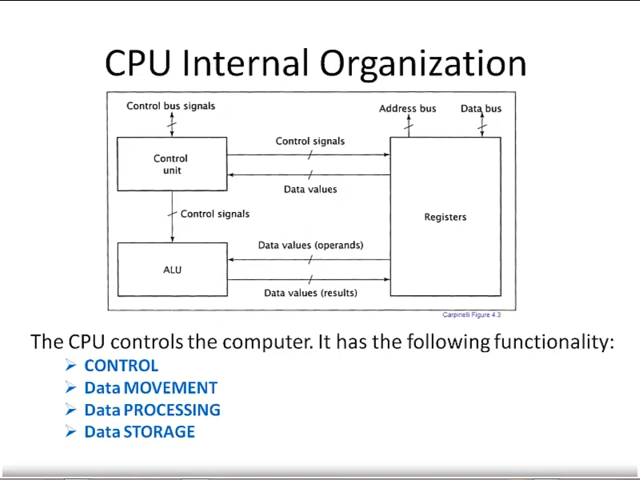 CPU Internal Organization
Control bus signals
Address bus
Data bus
Control signals
Control
unit
Data values
Control signals
Registers
Data values (operands)
ALU
Data values (results)
Carpinelli Figure 4.3
The CPU controls the computer. It has the following functionality:
➢ CONTROL
➢ Data MOVEMENT
➢ Data PROCESSING
➢ Data STORAGE